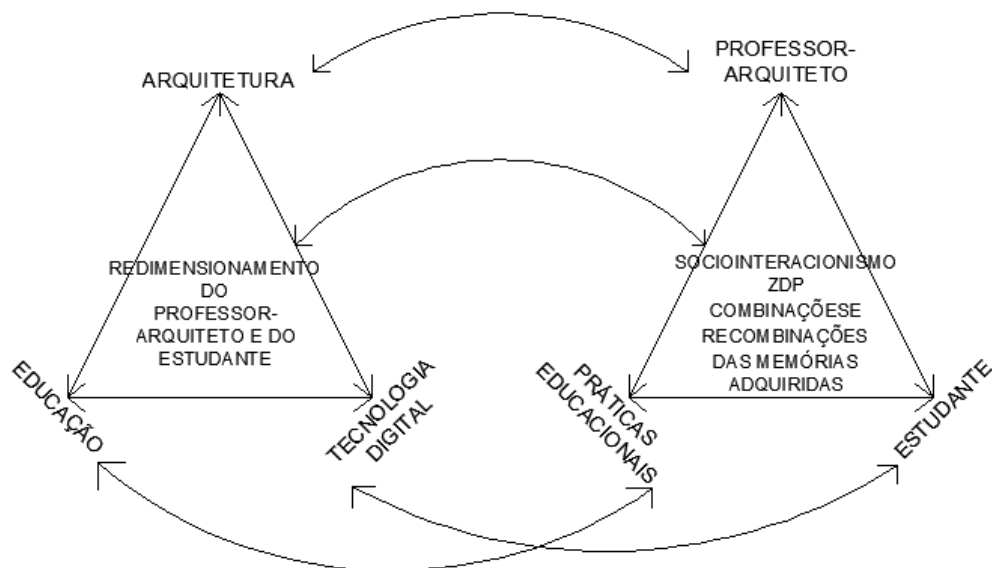 ARQUITETURA
PROFESSOR-
ARQUITETO
REDIMENSIONAMENTO
DO
PROFESSOR-
ARQUITETO E DO
ESTUDANTE
SOCIOINTERACIONISMO
ZDP
COMBINAÇÕESE
RECOMBINAÇÕES
DAS MEMÓRIAS
ADQUIRIDAS
EDUCAÇÃO
TECNOLOGIA
DIGITAL
PRÁTICAS
EDUCACIONAIS
ESTUDANTE